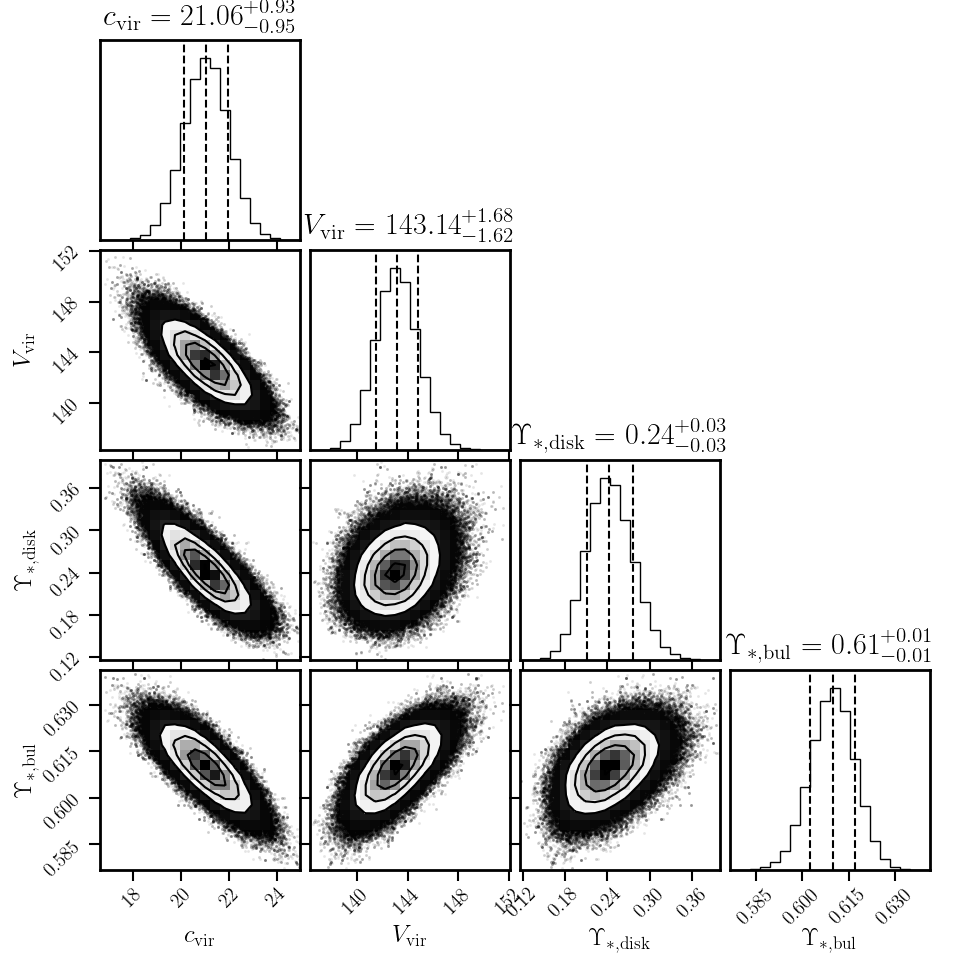 c_vir = 21.06^{+0.93}_{-0.95}
V_vir = 143.14^{+1.68}_{-1.62}
152
148
144
140
V_vir
Υ_{*,disk} = 0.24^{+0.03}_{-0.03}
0.36
0.30
0.24
0.18
0.12
Υ_{*,disk}
Υ_{*,bul} = 0.61^{+0.01}_{-0.01}
0.630
0.615
0.600
0.585
Υ_{*,bul}
18 20 22 24
140 144 148 152
0.12 0.18 0.24 0.30 0.36
0.585 0.600 0.615 0.630
c_vir
V_vir
Υ_{*,disk}
Υ_{*,bul}